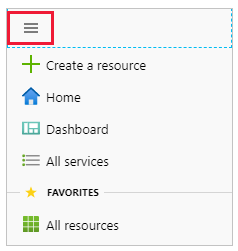 Create a resource
Home
Dashboard
All services
FAVORITES
All resources